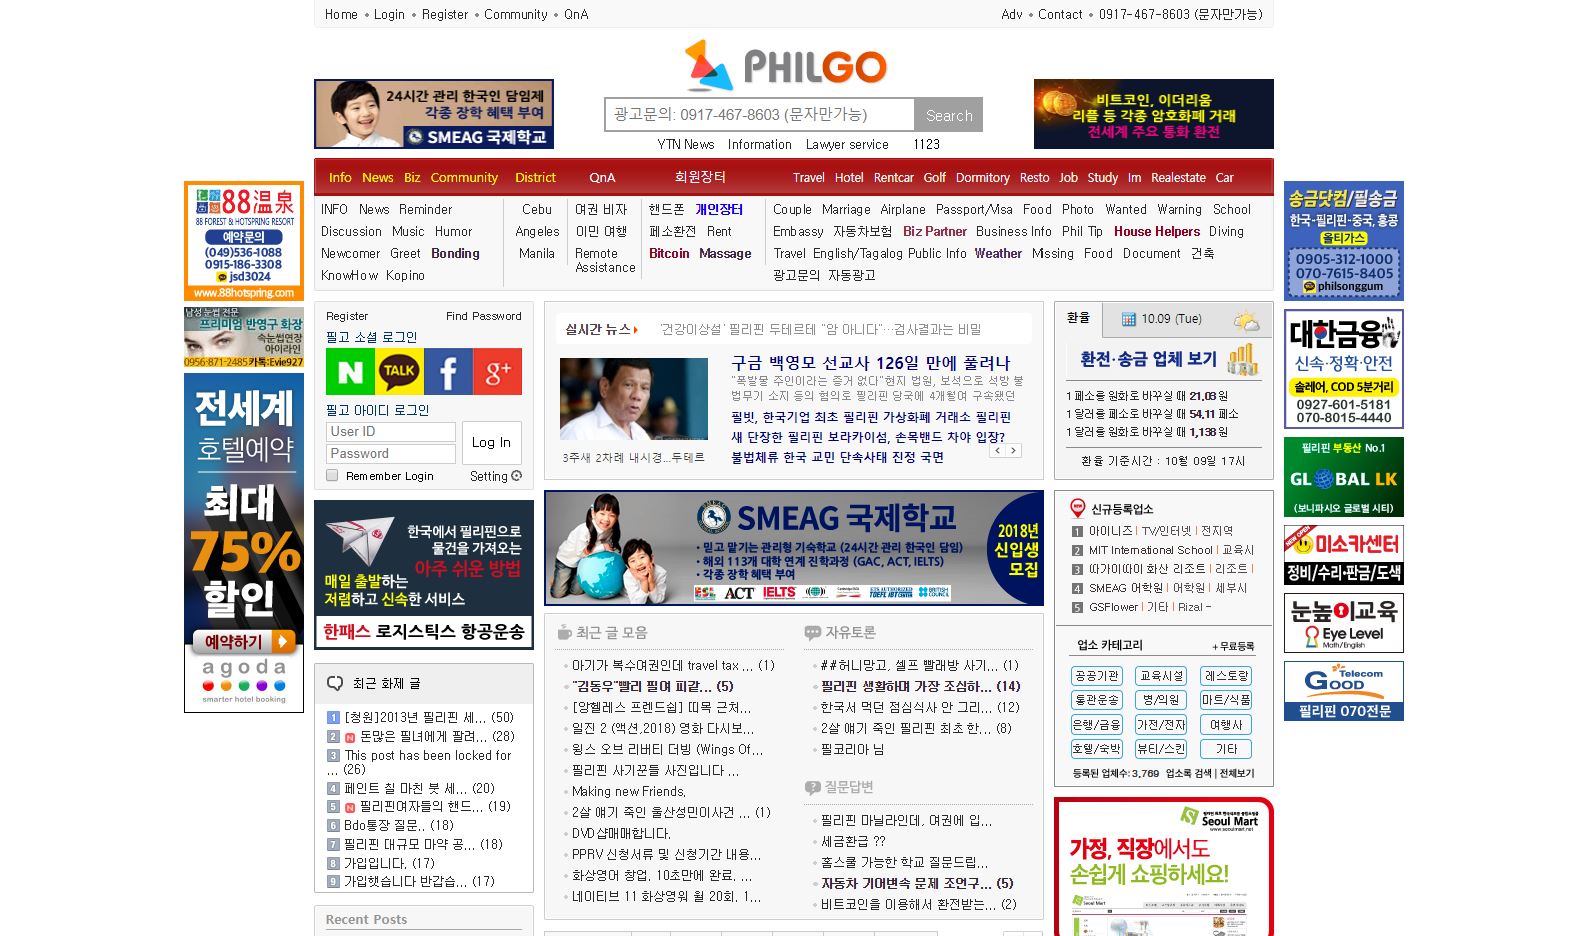 Home • Login • Register • Community • QnA
Adv • Contact • 0917-467-8603 (문자만가능)
24시간 관리 한국인 담임제
각종 장학 혜택 부여
SMEAG 국제학교
PHILGO
광고문의: 0917-467-8603 (문자만가능)
Search
YTN News Information Lawyer service 1123
비트코인, 이더리움
리플 등 각종 암호화폐 거래
전세계 주요 통화 환전
Info News Biz Community District QnA 회원장터 Travel Hotel Rentcar Golf Dormitory Resto Job Study Im Realestate Car
INFO News Reminder
Discussion Music Humor
Newcomer Greet Bonding
KnowHow Kopino
Cebu
Angeles
Manila
여권 비자
이민 여행
Remote
Assistance
핸드폰 개인장터
페소환전 Rent
Bitcoin Massage
Couple Marriage Airplane Passport/Visa Food Photo Wanted Warning School
Embassy 자동차보험 Biz Partner Business Info Phil Tip House Helpers Diving
Travel English/Tagalog Public Info Weather Missing Food Document 건축
광고문의 자동광고
88温泉
88 FOREST & HOTSPRING RESORT
예약문의
(049)536-1088
0915-186-3308
jsd3024
www.88hotspring.com
남성 눈썹 전문
프리미엄 반영구 화장
속눈썹연장
아이라인
0956-871-2485 카톡:Evie927
전세계
호텔예약
최대
75%
할인
예약하기
agoda
smarter hotel booking
Register
Find Password
필고 소셜 로그인
N TALK f g+
필고 아이디 로그인
User ID
Password
Log In
Remember Login
Setting
한국에서 필리핀으로
물건을 가져오는
아주 쉬운 방법
매일 출발하는
저렴하고 신속한 서비스
한패스 로지스틱스 항공운송
최근 화제 글
1 [청원]2013년 필리핀 세... (50)
2 N 돈많은 필녀에게 팔려... (28)
3 This post has been locked for
... (26)
4 페인트 칠 마친 붓 세... (20)
5 N 필리핀여자들의 핸드... (19)
6 Bdo통장 질문.. (18)
7 필리핀 대규모 마약 공... (18)
8 가입입니다. (17)
9 가입햇습니다 반갑습... (17)
Recent Posts
실시간 뉴스
'건강이상설' 필리핀 두테르테 "암 아니다"…검사결과는 비밀
3주새 2차례 내시경...두테르
구금 백영모 선교사 126일 만에 풀려나
"폭발물 주인이라는 증거 없다"현지 법원, 보석으로 석방 불
법무기 소지 등의 혐의로 필리핀 당국에 4개월여 구속됐던
필빗, 한국기업 최초 필리핀 가상화폐 거래소 필리핀
새 단장한 필리핀 보라카이섬, 손목밴드 차야 입장?
불법체류 한국 교민 단속사태 진정 국면
SMEAG 국제학교
• 믿고 맡기는 관리형 기숙학교 (24시간 관리 한국인 담임)
• 해외 113개 대학 연계 진학과정 (GAC, ACT, IELTS)
• 각종 장학 혜택 부여
ACT IELTS
BRITISH COUNCIL
2018년
신입생
모집
최근 글 모음
아기가 복수여권인데 travel tax ... (1)
"김동우"빨리 필여 피같... (5)
[앙헬레스 프렌드쉽] 띠목 근처...
일진 2 (액션,2018) 영화 다시보...
윙스 오브 리버티 더빙 (Wings Of...
필리핀 사기꾼들 사진입니다 ...
Making new Friends.
2살 얘기 죽인 울산성민이사건 ... (1)
DVD샵매매합니다.
PPRV 신청서류 및 신청기간 내용...
화상영어 창업, 10초만에 완료, ...
네이티브 11 화상영워 월 20회, 1...
자유토론
##허니망고, 셀프 빨래방 사기... (1)
필리핀 생활하며 가장 조심하... (14)
한국서 먹던 점심식사 안 그리... (12)
2살 얘기 죽인 필리핀 최초 한... (8)
필코리아 님
질문답변
필리핀 마닐라인데, 여권에 입...
세금환급 ??
홈스쿨 가능한 학교 질문드립...
자동차 기어변속 문제 조언구... (5)
비트코인을 이용해서 환전받는... (2)
환율
10.09 (Tue)
환전·송금 업체 보기
1 페소를 원화로 바꾸실 때 21,03 원
1 달러를 페소로 바꾸실 때 54,11 페소
1 달러를 원화로 바꾸실 때 1,138 원
환율 기준시간 : 10월 09일 17시
신규등록업소
1 아이니즈 | TV/인터넷 | 전지역
2 MIT International School | 교육시
3 따가이따이 화산 리조트 | 리조트 |
4 SMEAG 어학원 | 어학원 | 세부시
5 GSFlower | 기타 | Rizal -
업소 카테고리
+ 무료등록
공공기관 교육시설 레스토랑
통관운송 병/의원 마트/식품
은행/금융 가전/전자 여행사
호텔/숙박 뷰티/스킨 기타
등록된 업체수: 3,769 업소록 검색 | 전체보기
Seoul Mart
www.seoulmart.net
가정, 직장에서도
손쉽게 쇼핑하세요!
Seoul Mart
송금닷컴/필송금
한국-필리핀-중국, 홍콩
올티가스
0905-312-1000
070-7615-8405
philsonggum
대한금융
신속·정확·안전
솔레어, COD 5분거리
0927-601-5181
070-8015-4440
필리핀 부동산 No.1
GLOBAL LK
(보니파시오 글로벌 시티)
NEW OPEN
미소카센터
정비/수리·판금/도색
눈높이교육
Eye Level
Math/English
Telecom
GOOD
필리핀 070전문